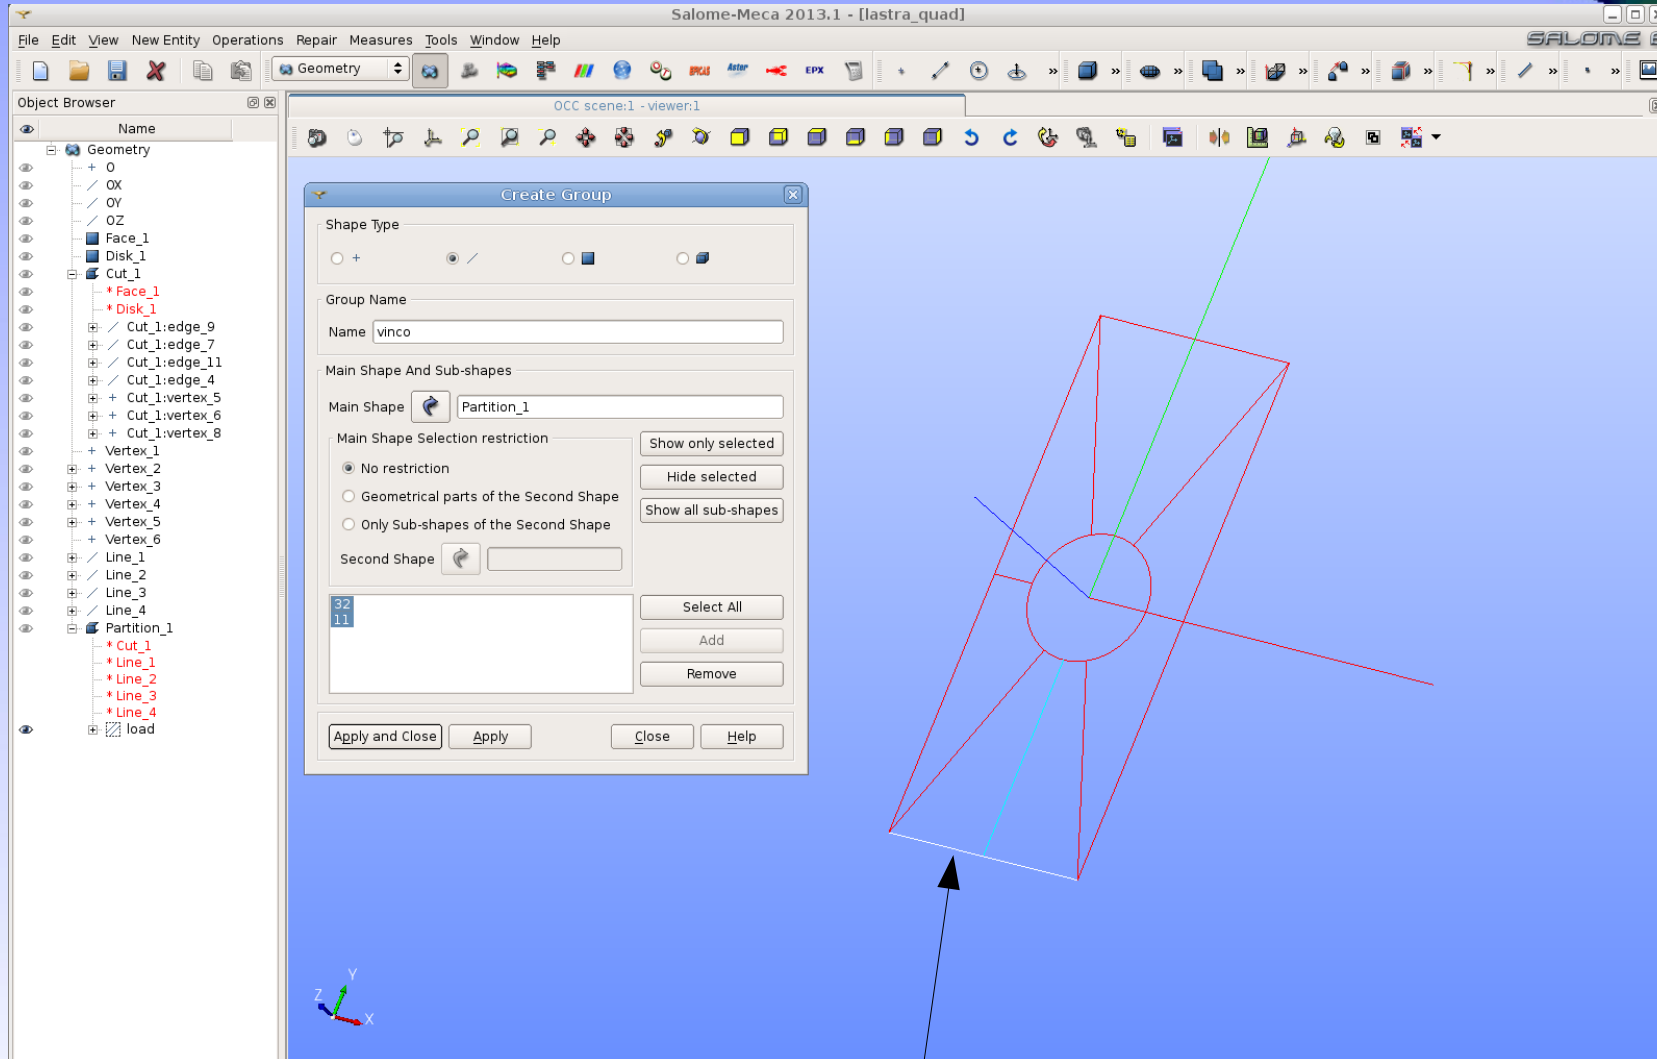 Salome-Meca 2013.1 - [lastra_quad]
File Edit View New Entity Operations Repair Measures Tools Window Help
SALOME
Geometry
EPICAS
Aster
EPX
Object Browser
OCC scene:1 - viewer:1
Name
Geometry
O
OX
OY
OZ
Face_1
Disk_1
Cut_1
* Face_1
* Disk_1
Cut_1:edge_9
Cut_1:edge_7
Cut_1:edge_11
Cut_1:edge_4
Cut_1:vertex_5
Cut_1:vertex_6
Cut_1:vertex_8
Vertex_1
Vertex_2
Vertex_3
Vertex_4
Vertex_5
Vertex_6
Line_1
Line_2
Line_3
Line_4
Partition_1
* Cut_1
* Line_1
* Line_2
* Line_3
* Line_4
load
Create Group
Shape Type
Group Name
Name vinco
Main Shape And Sub-shapes
Main Shape Partition_1
Main Shape Selection restriction
No restriction
Geometrical parts of the Second Shape
Only Sub-shapes of the Second Shape
Second Shape
Show only selected
Hide selected
Show all sub-shapes
32
11
Select All
Add
Remove
Apply and Close Apply Close Help
Y
Z
X